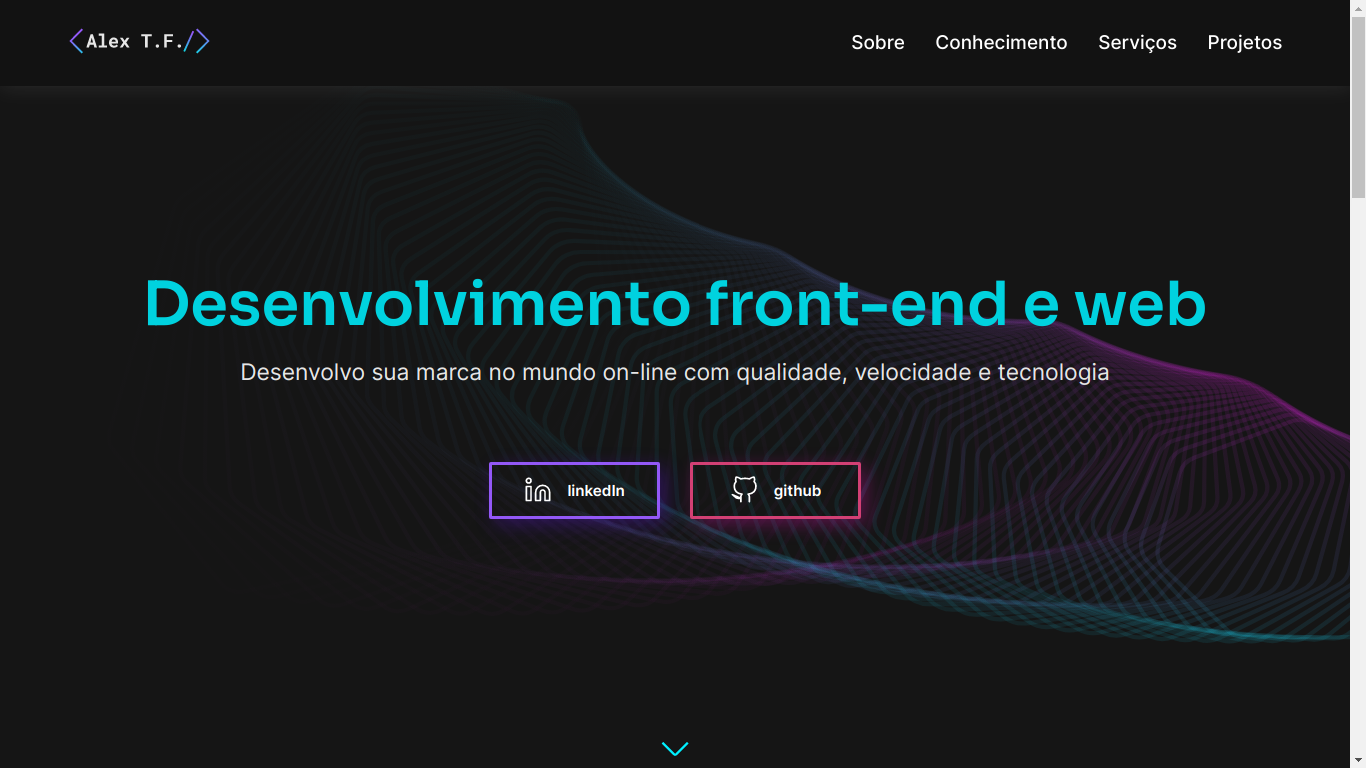 <Alex T.F./>
Sobre Conhecimento Serviços Projetos
Desenvolvimento front-end e web
Desenvolvo sua marca no mundo on-line com qualidade, velocidade e tecnologia
linkedIn github